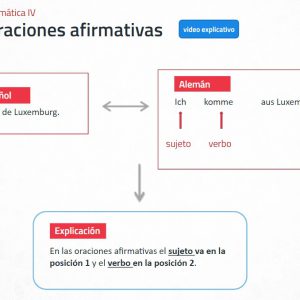 mática IV
raciones afirmativas
video explicativo
ñol
de Luxemburg.
Alemán
Ich komme aus Luxem
sujeto verbo
Explicación
En las oraciones afirmativas el sujeto va en la
posición 1 y el verbo en la posición 2.